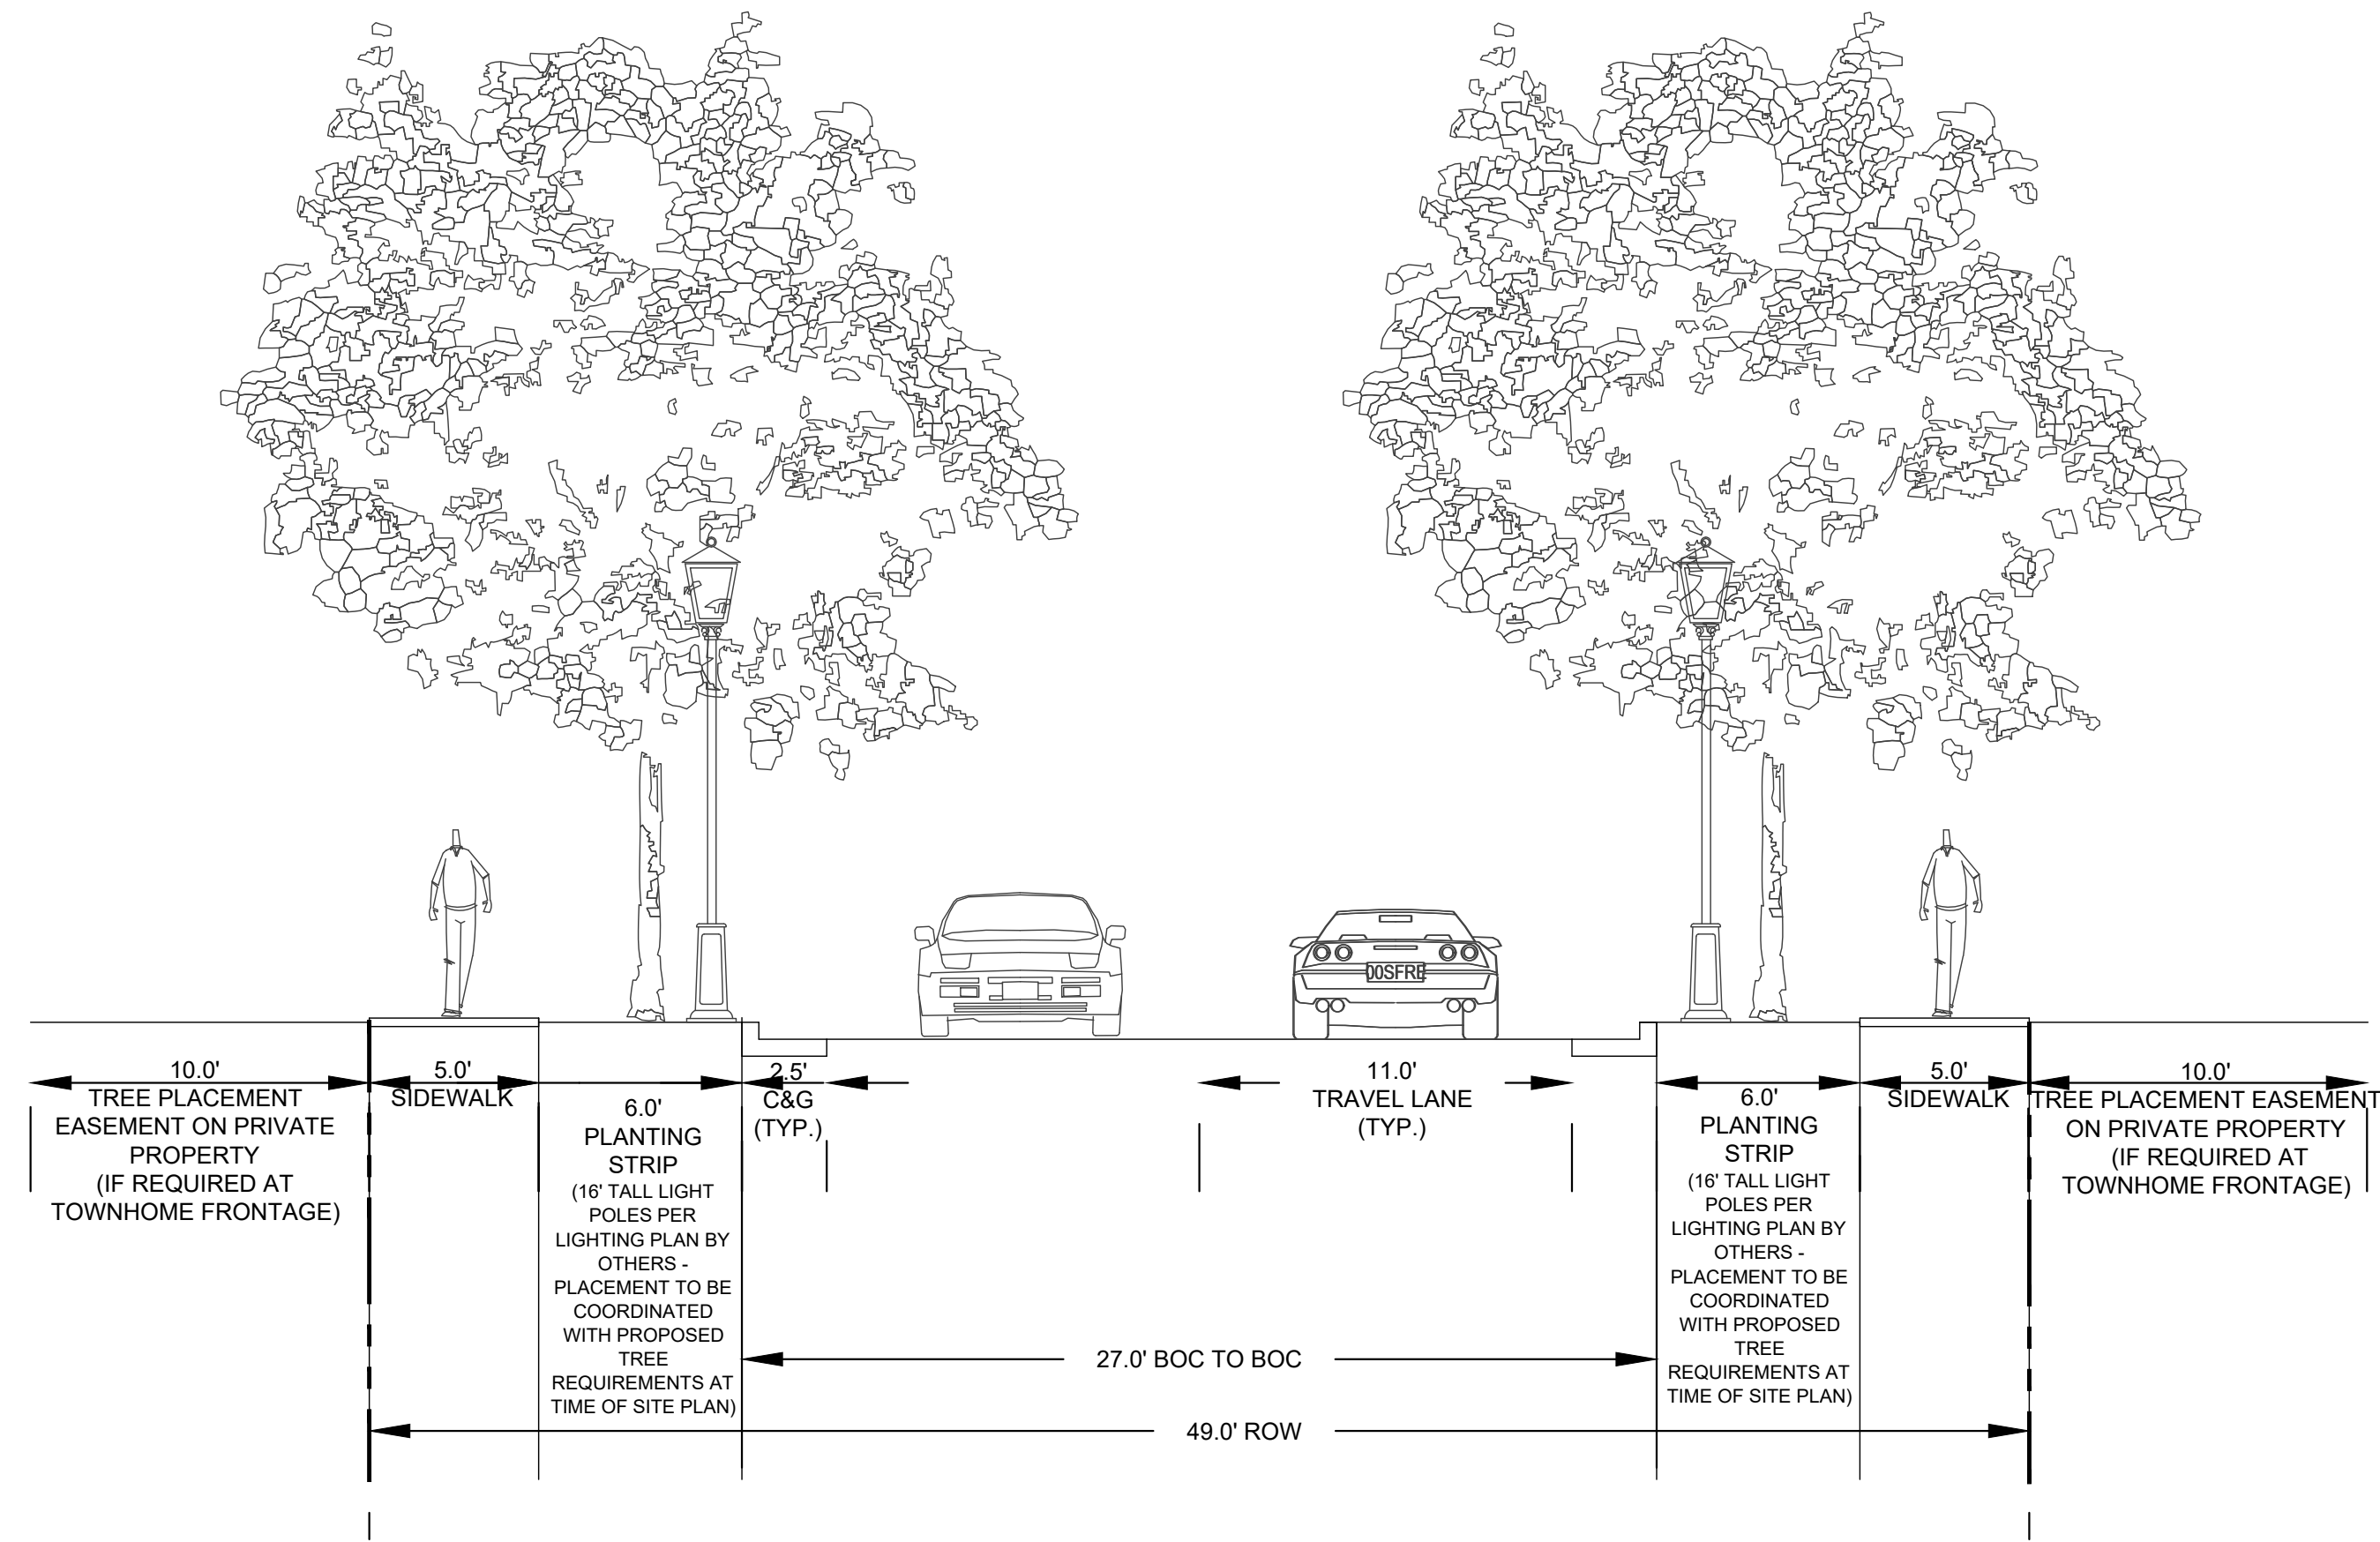 00SFRE
10.0'
TREE PLACEMENT
EASEMENT ON PRIVATE
PROPERTY
(IF REQUIRED AT
TOWNHOME FRONTAGE)
5.0'
SIDEWALK
6.0'
PLANTING
STRIP
(16' TALL LIGHT
POLES PER
LIGHTING PLAN BY
OTHERS -
PLACEMENT TO BE
COORDINATED
WITH PROPOSED
TREE
REQUIREMENTS AT
TIME OF SITE PLAN)
2.5'
C&G
(TYP.)
11.0'
TRAVEL LANE
(TYP.)
6.0'
PLANTING
STRIP
(16' TALL LIGHT
POLES PER
LIGHTING PLAN BY
OTHERS -
PLACEMENT TO BE
COORDINATED
WITH PROPOSED
TREE
REQUIREMENTS AT
TIME OF SITE PLAN)
5.0'
SIDEWALK
10.0'
TREE PLACEMENT EASEMENT
ON PRIVATE PROPERTY
(IF REQUIRED AT
TOWNHOME FRONTAGE)
27.0' BOC TO BOC
49.0' ROW